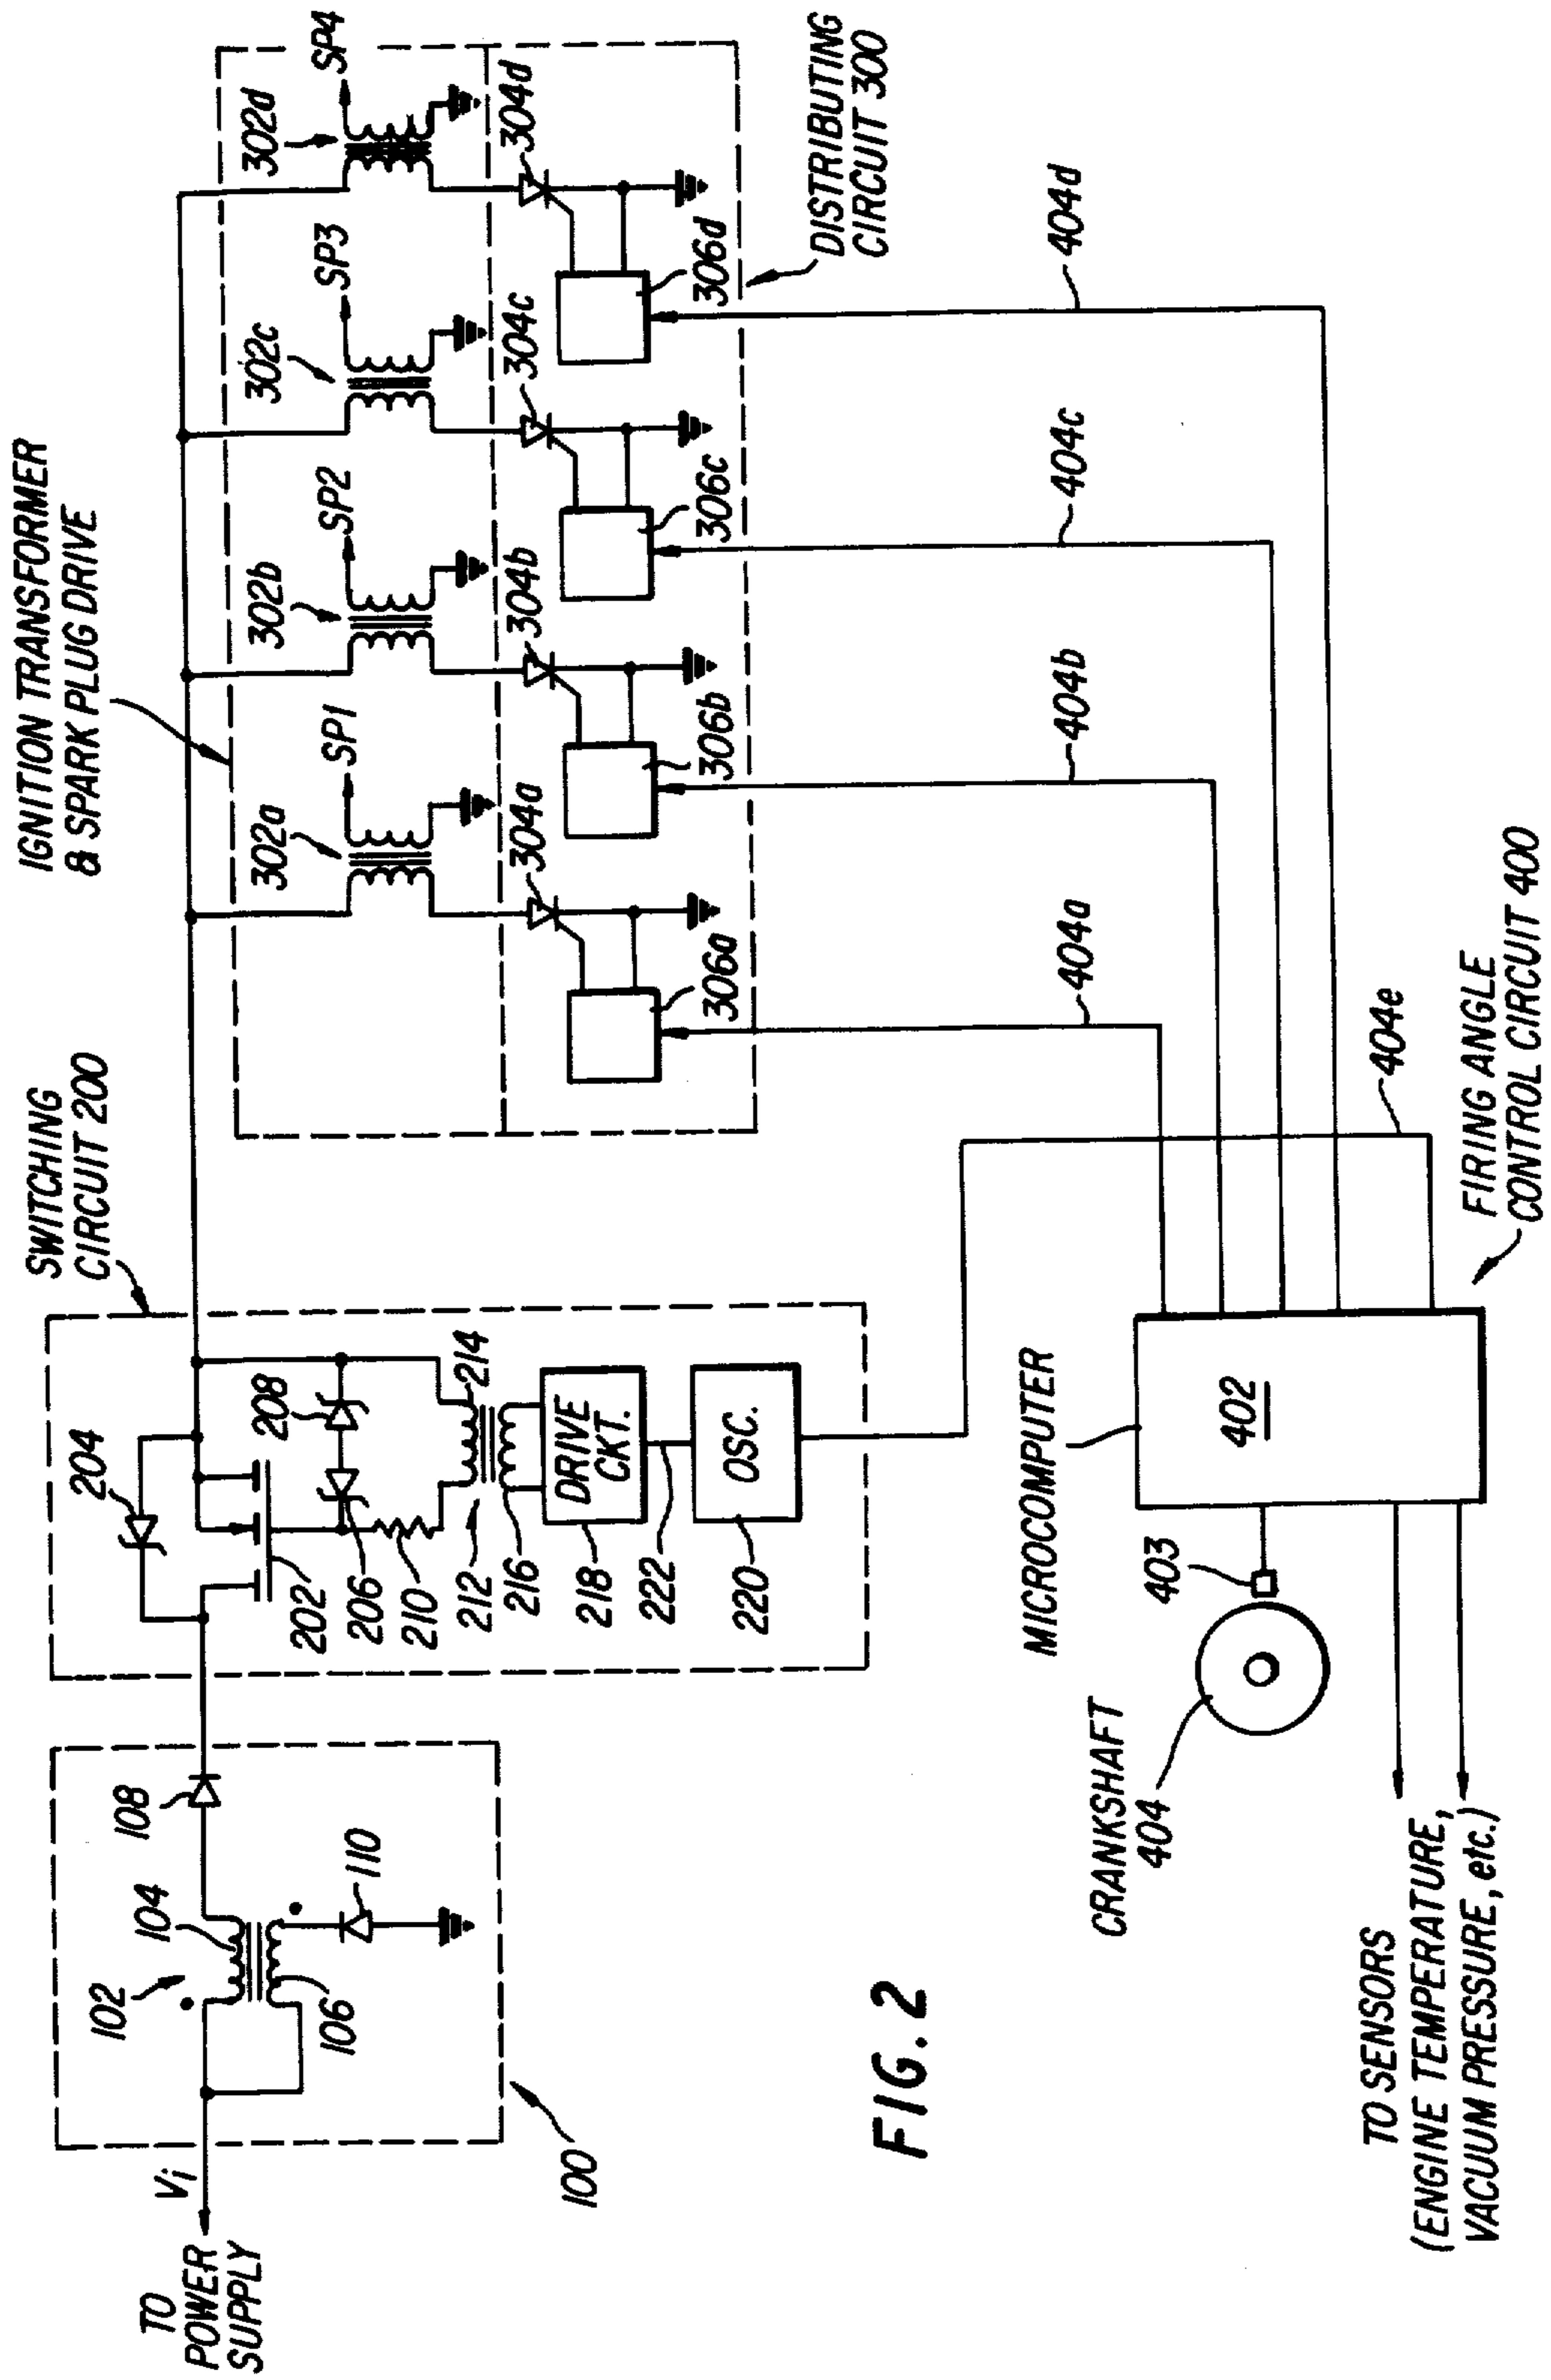 IGNITION TRANSFORMER
& SPARK PLUG DRIVE
SWITCHING
CIRCUIT 200
204
202
206
208
210
212
214
216
DRIVE
CKT.
218
222
OSC.
220
TO
POWER
SUPPLY
Vi
102
104
106
108
110
100
302a
SP1
302b
SP2
302c
SP3
302d
SP4
304a
304b
304c
304d
306a
306b
306c
306d
DISTRIBUTING
CIRCUIT 300
404a
404b
404c
404d
404e
MICROCOMPUTER
402
403
CRANKSHAFT
404
FIRING ANGLE
CONTROL CIRCUIT 400
TO SENSORS
(ENGINE TEMPERATURE,
VACUUM PRESSURE, etc.)
FIG. 2